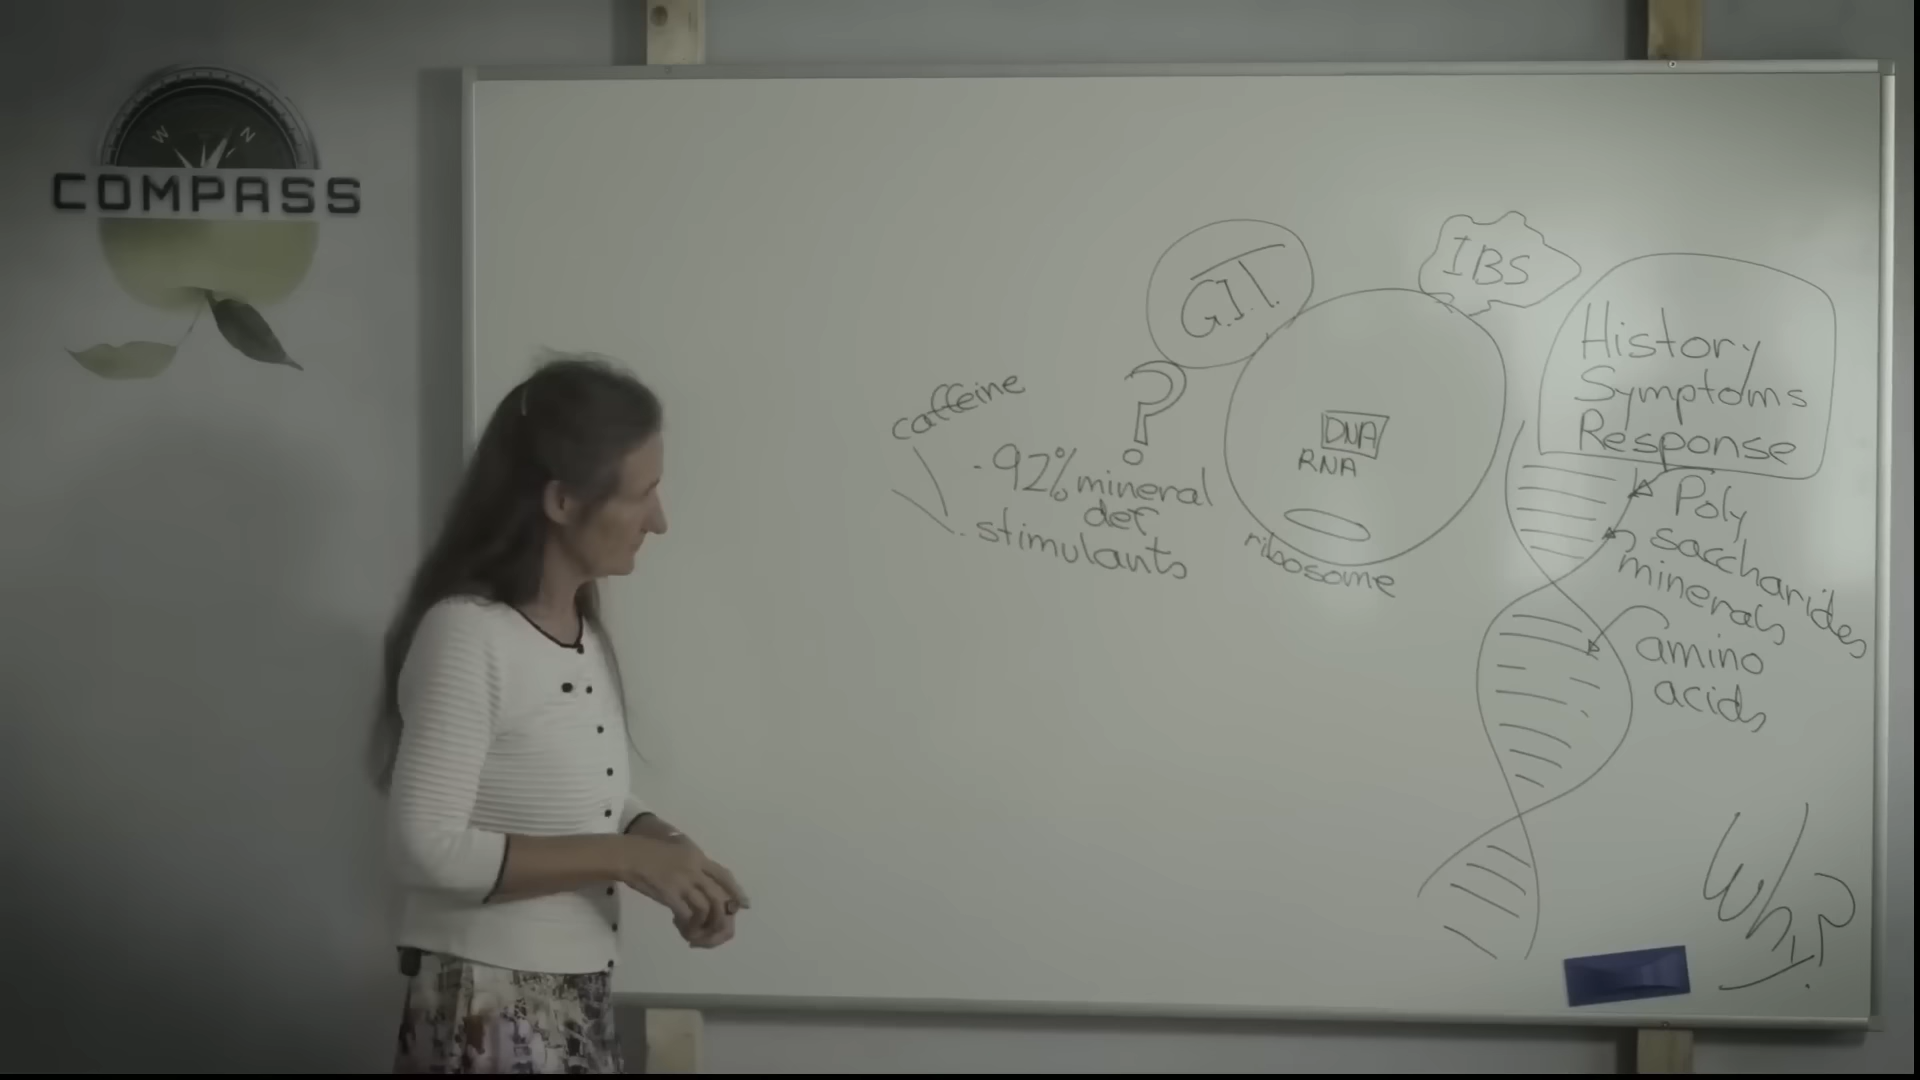 W N
COMPASS
G.I.T.
IBS
History
Symptoms
Response
caffeine
?
- 92% mineral
def
. stimulants
DNA
RNA
ribosome
Poly
saccharides
minerals
amino
acids
Why?